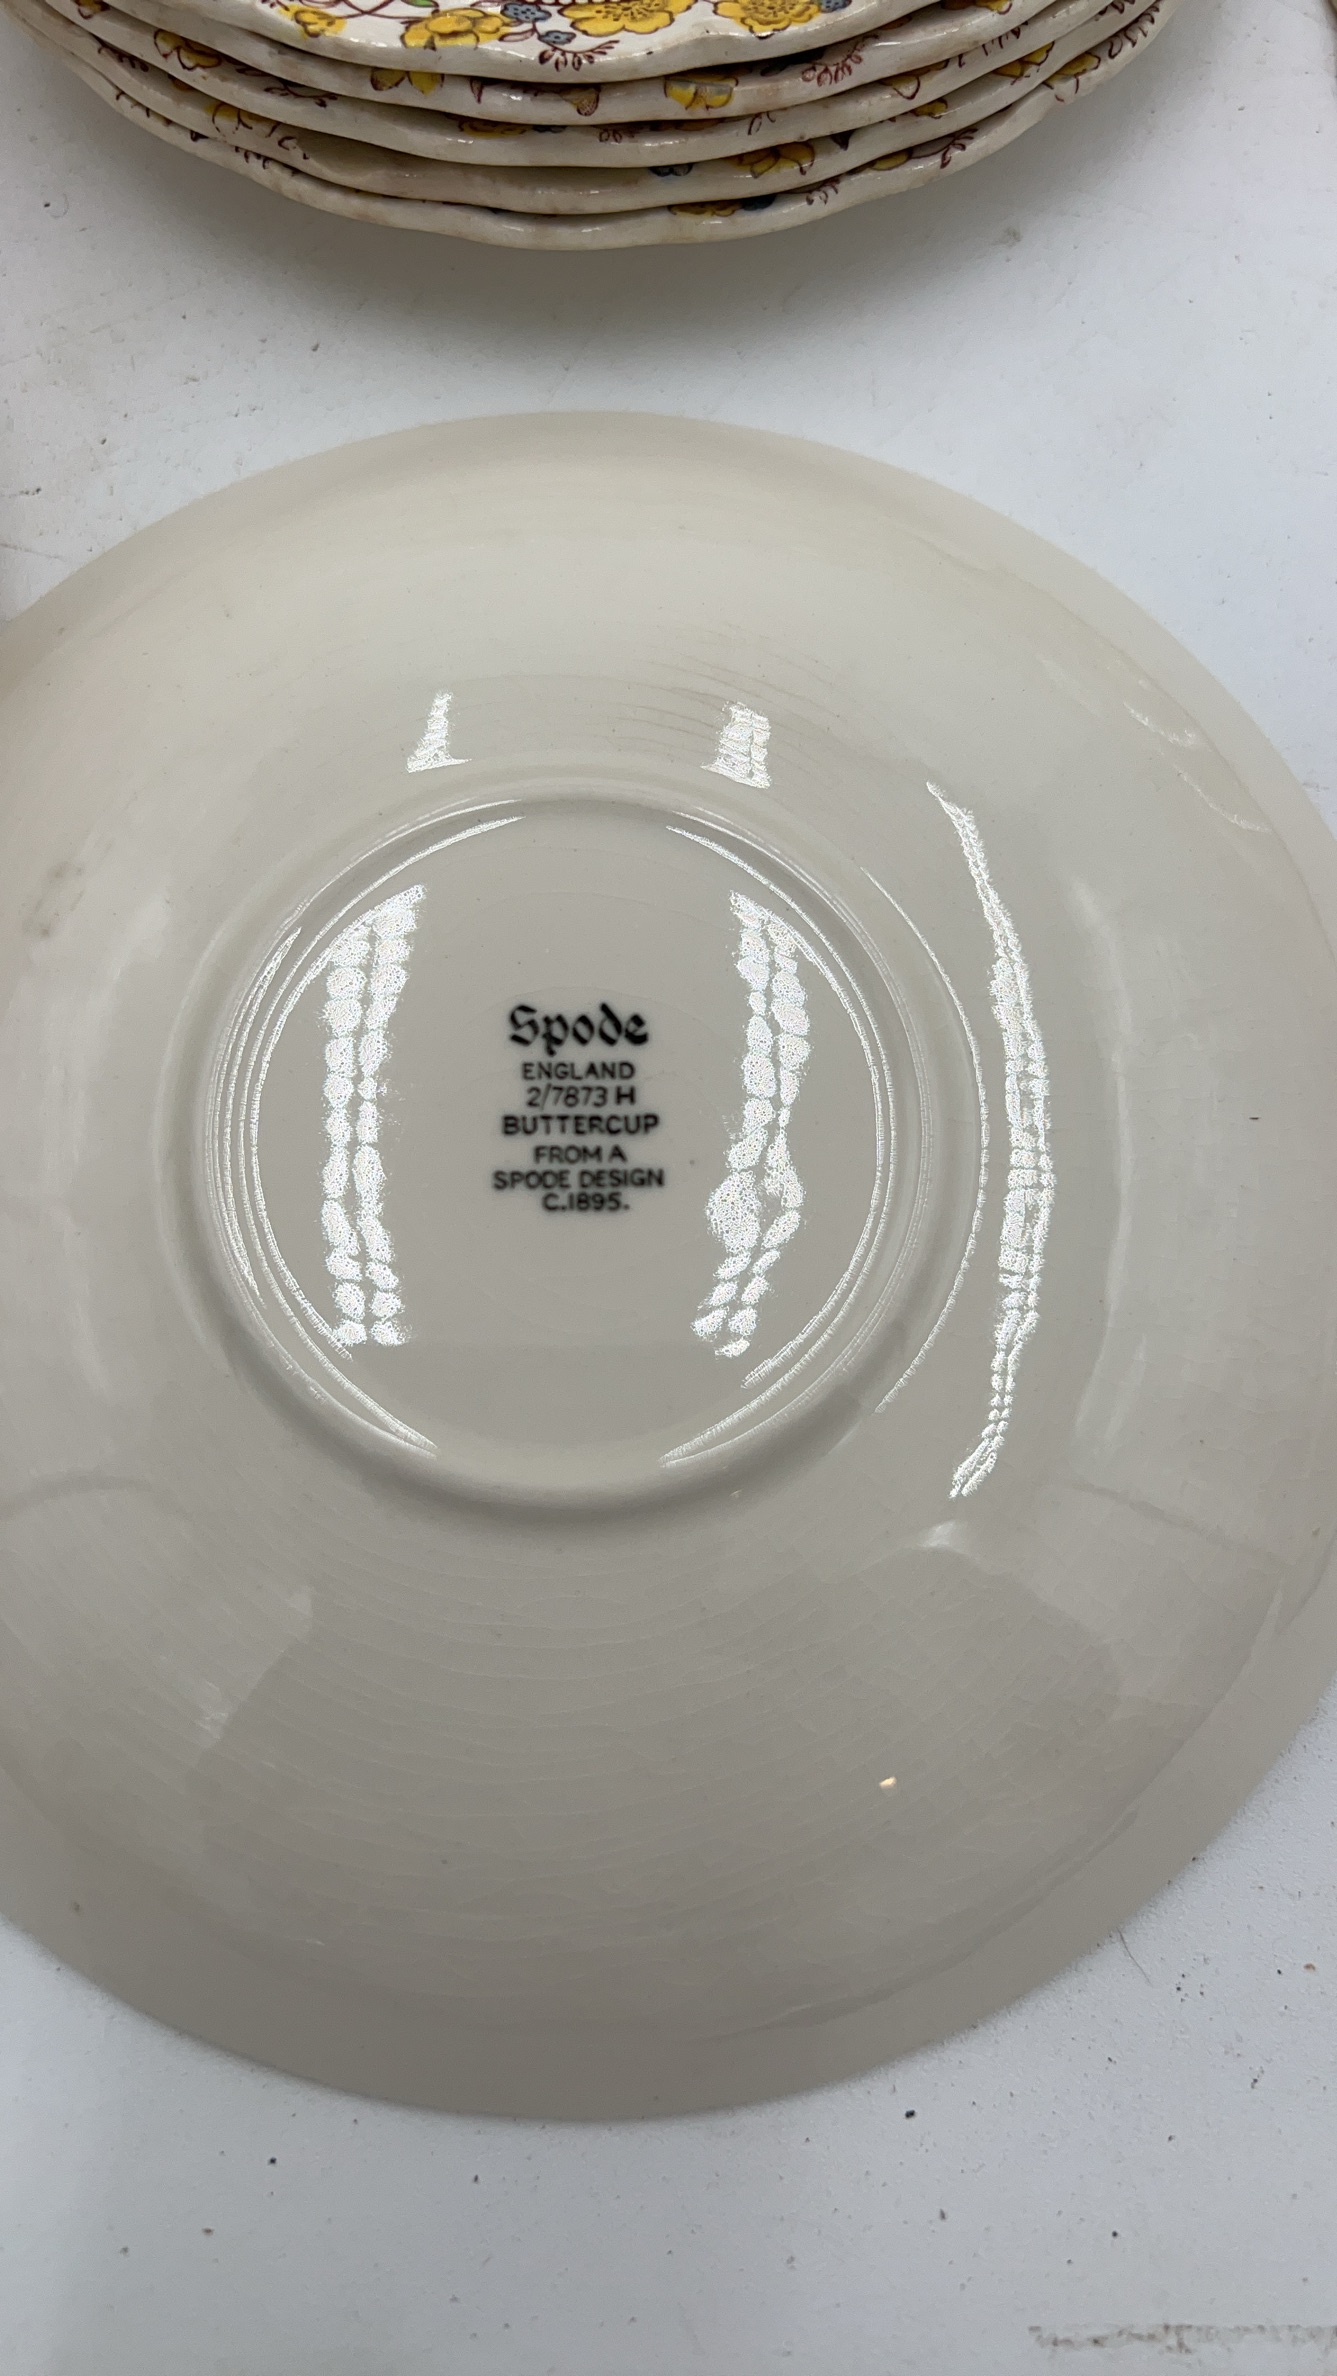 Spode
ENGLAND
2/7873 H
BUTTERCUP
FROM A
SPODE DESIGN
C.1895.